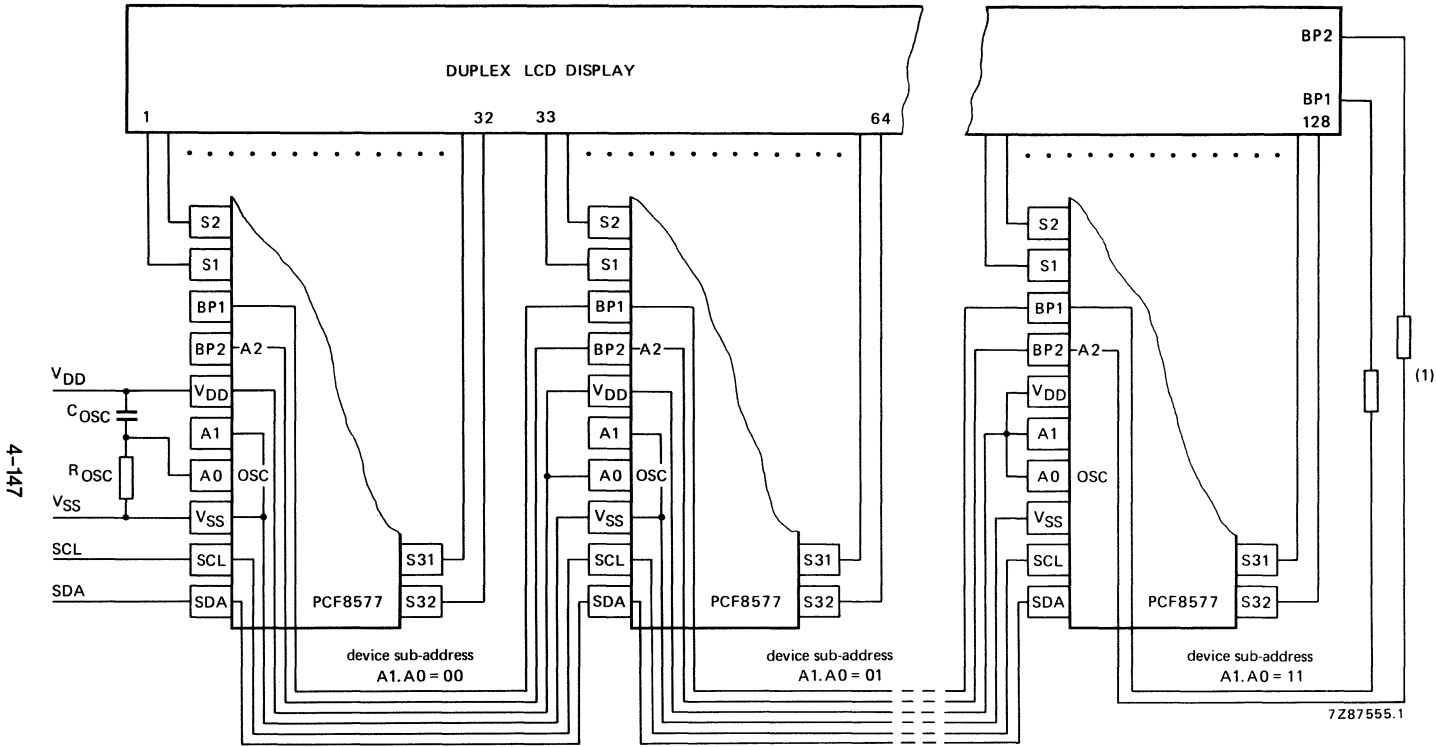 DUPLEX LCD DISPLAY
BP2
BP1
1
32
33
64
128
S2
S1
BP1
BP2
A2
VDD
A1
A0
OSC
VSS
SCL
SDA
S31
S32
PCF8577
VDD
COSC
ROSC
VSS
SCL
SDA
device sub-address
A1.A0 = 00
S2
S1
BP1
BP2
A2
VDD
A1
A0
OSC
VSS
SCL
SDA
S31
S32
PCF8577
device sub-address
A1.A0 = 01
S2
S1
BP1
BP2
A2
VDD
A1
A0
OSC
VSS
SCL
SDA
S31
S32
PCF8577
device sub-address
A1.A0 = 11
(1)
7Z87555.1
4-147